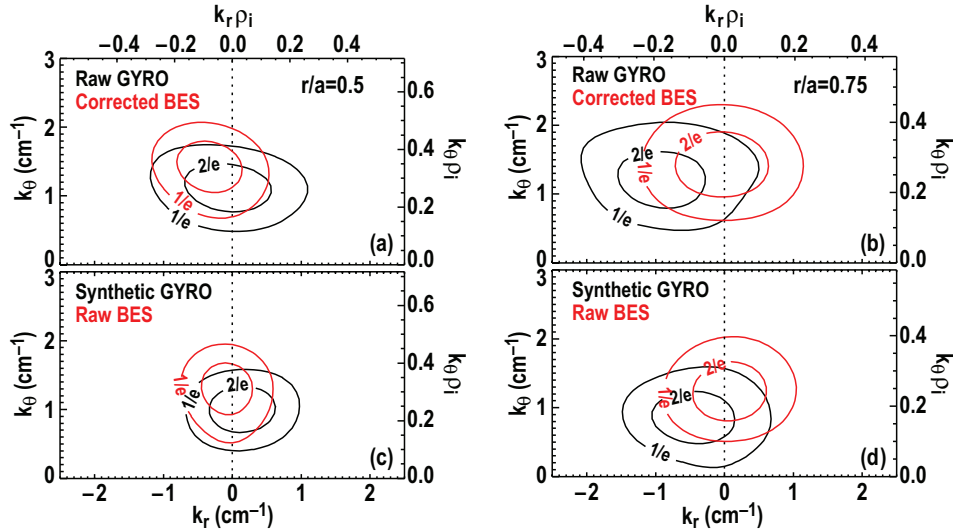 k_r ρ_i
−0.4 −0.2 0.0 0.2 0.4
3
2
1
0
k_θ (cm⁻¹)
Raw GYRO
Corrected BES
r/a=0.5
2/e
1/e
1/e
(a)
0.6
0.4
0.2
0.0
k_θ ρ_i
k_r ρ_i
−0.4 −0.2 0.0 0.2 0.4
3
2
1
0
k_θ (cm⁻¹)
Raw GYRO
Corrected BES
r/a=0.75
2/e
2/e
1/e
1/e
(b)
0.4
0.2
0.0
k_θ ρ_i
3
2
1
0
k_θ (cm⁻¹)
Synthetic GYRO
Raw BES
2/e
1/e
1/e
(c)
0.6
0.4
0.2
0.0
k_θ ρ_i
−2 −1 0 1 2
k_r (cm⁻¹)
3
2
1
0
k_θ (cm⁻¹)
Synthetic GYRO
Raw BES
2/e
2/e
1/e
1/e
(d)
0.4
0.2
0.0
k_θ ρ_i
−2 −1 0 1 2
k_r (cm⁻¹)